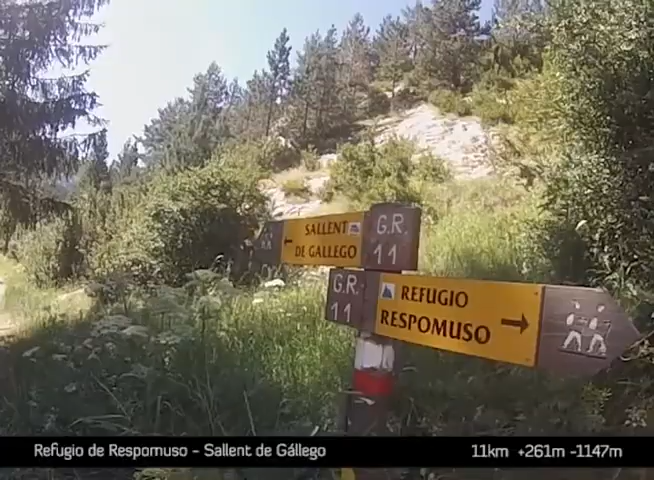 SALLENT
DE GALLEGO
G.R.
11
G.R.
11
REFUGIO
RESPOMUSO
Refugio de Respomuso - Sallent de Gállego
11km +261m -1147m